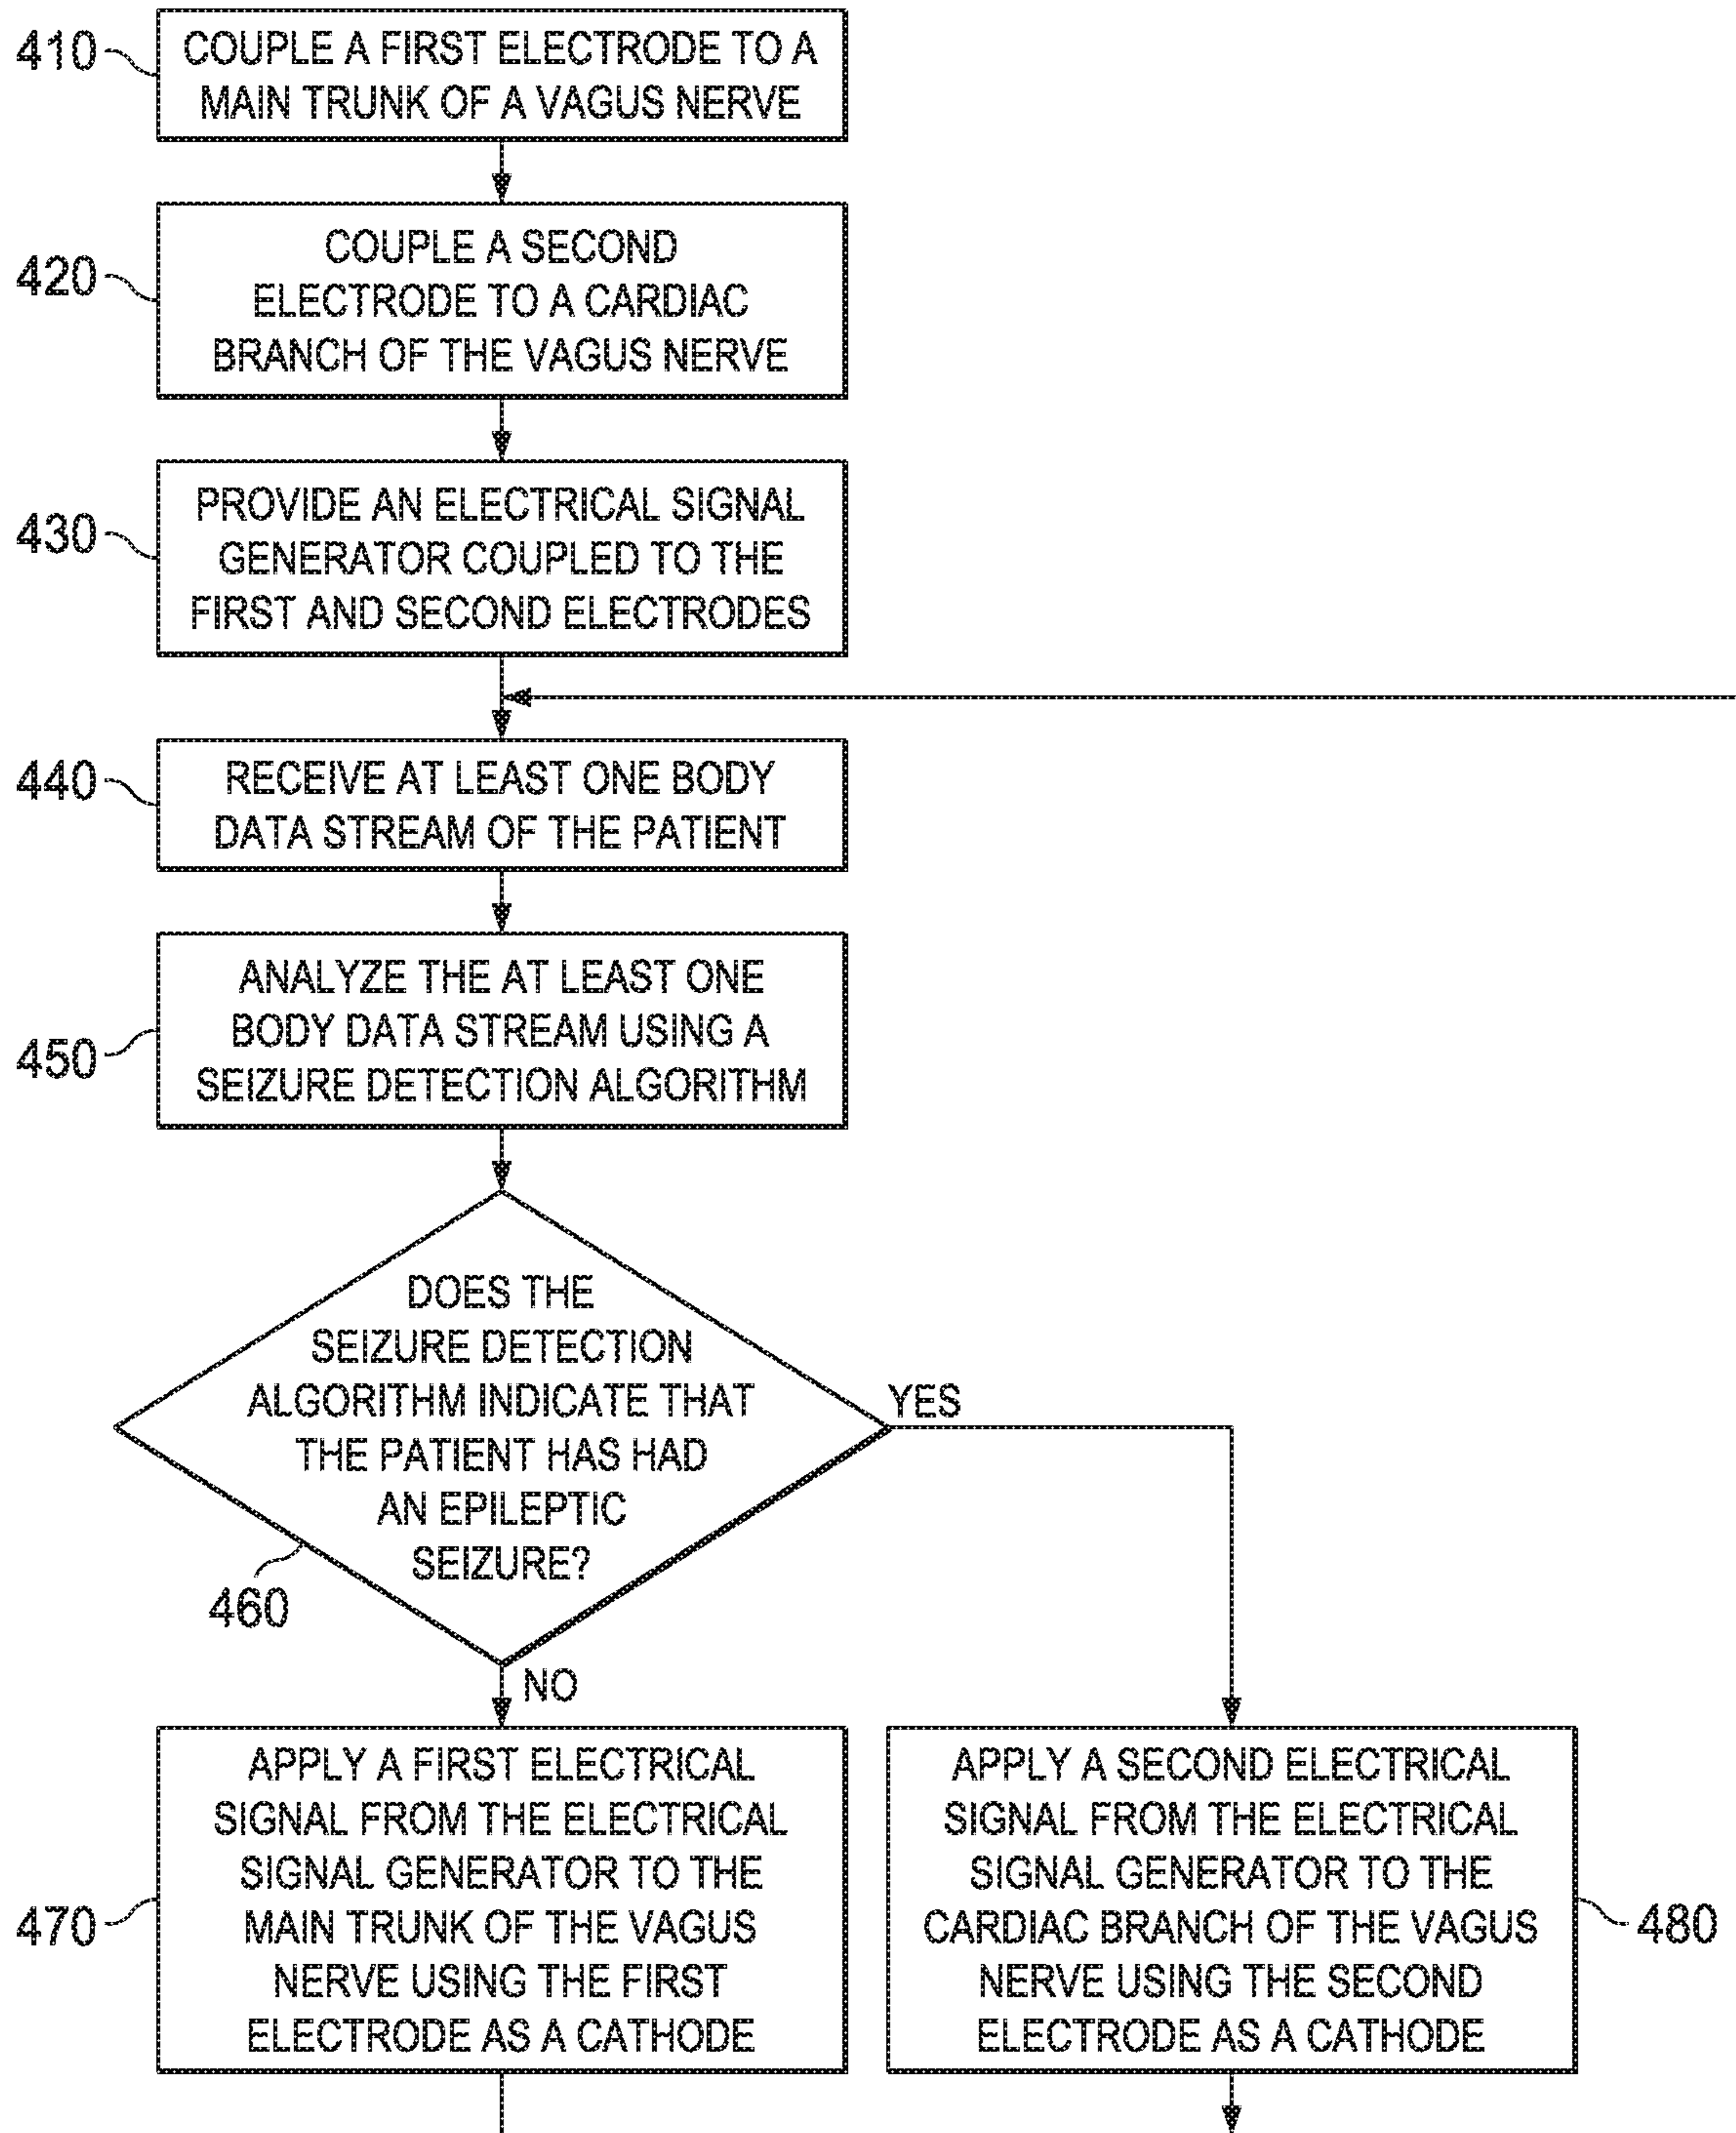 410
COUPLE A FIRST ELECTRODE TO A
MAIN TRUNK OF A VAGUS NERVE
420
COUPLE A SECOND
ELECTRODE TO A CARDIAC
BRANCH OF THE VAGUS NERVE
430
PROVIDE AN ELECTRICAL SIGNAL
GENERATOR COUPLED TO THE
FIRST AND SECOND ELECTRODES
440
RECEIVE AT LEAST ONE BODY
DATA STREAM OF THE PATIENT
450
ANALYZE THE AT LEAST ONE
BODY DATA STREAM USING A
SEIZURE DETECTION ALGORITHM
DOES THE
SEIZURE DETECTION
ALGORITHM INDICATE THAT
THE PATIENT HAS HAD
AN EPILEPTIC
SEIZURE?
460
YES
NO
470
APPLY A FIRST ELECTRICAL
SIGNAL FROM THE ELECTRICAL
SIGNAL GENERATOR TO THE
MAIN TRUNK OF THE VAGUS
NERVE USING THE FIRST
ELECTRODE AS A CATHODE
APPLY A SECOND ELECTRICAL
SIGNAL FROM THE ELECTRICAL
SIGNAL GENERATOR TO THE
CARDIAC BRANCH OF THE VAGUS
NERVE USING THE SECOND
ELECTRODE AS A CATHODE
480